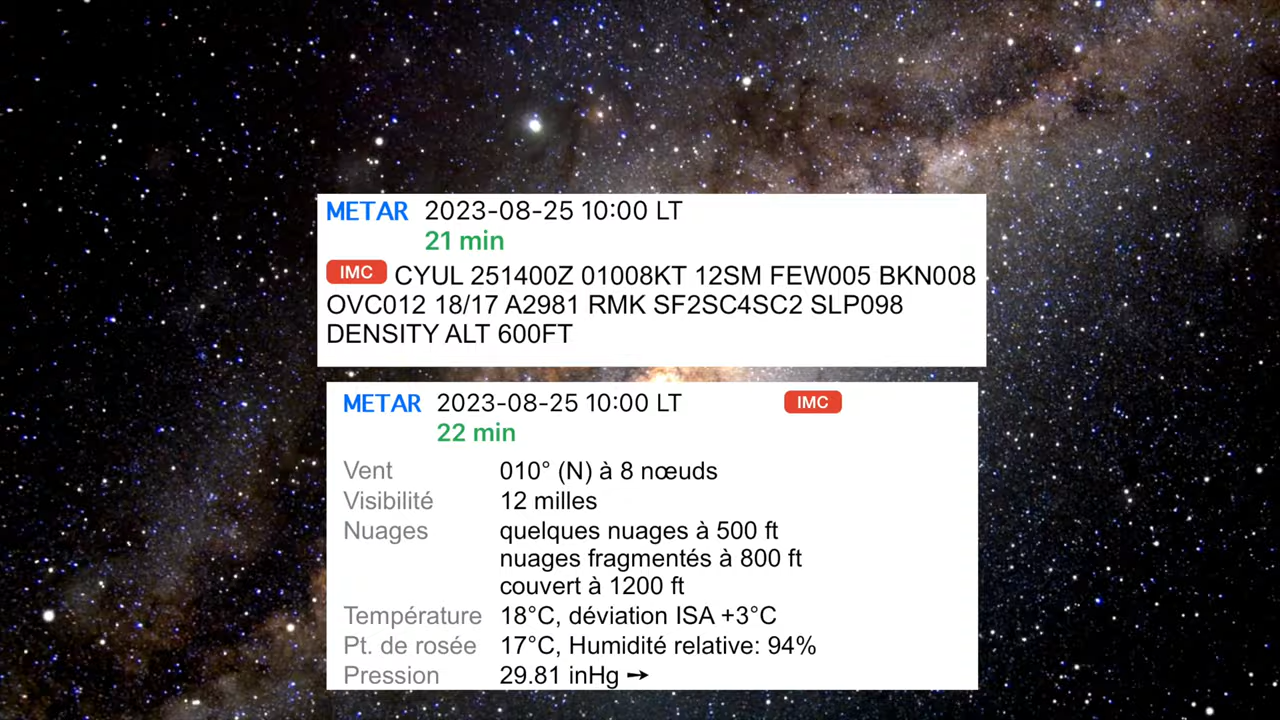 METAR 2023-08-25 10:00 LT
21 min
IMC CYUL 251400Z 01008KT 12SM FEW005 BKN008
OVC012 18/17 A2981 RMK SF2SC4SC2 SLP098
DENSITY ALT 600FT
METAR 2023-08-25 10:00 LT IMC
22 min
Vent 010° (N) à 8 nœuds
Visibilité 12 milles
Nuages quelques nuages à 500 ft
nuages fragmentés à 800 ft
couvert à 1200 ft
Température 18°C, déviation ISA +3°C
Pt. de rosée 17°C, Humidité relative: 94%
Pression 29.81 inHg ➙